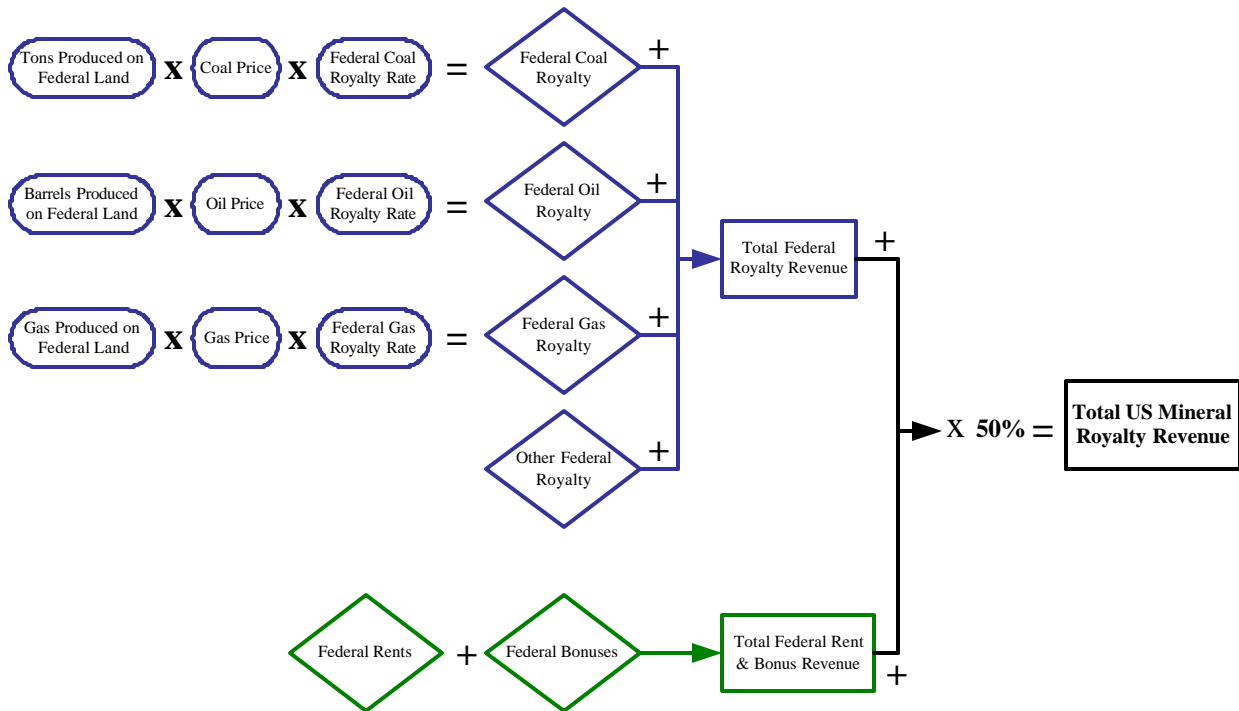 Tons Produced on
Federal Land
X
Coal Price
X
Federal Coal
Royalty Rate
=
Federal Coal
Royalty
+
Barrels Produced
on Federal Land
X
Oil Price
X
Federal Oil
Royalty Rate
=
Federal Oil
Royalty
+
Total Federal
Royalty Revenue
+
Gas Produced on
Federal Land
X
Gas Price
X
Federal Gas
Royalty Rate
=
Federal Gas
Royalty
+
Other Federal
Royalty
+
X 50% =
Total US Mineral
Royalty Revenue
Federal Rents
+
Federal Bonuses
Total Federal Rent
& Bonus Revenue
+